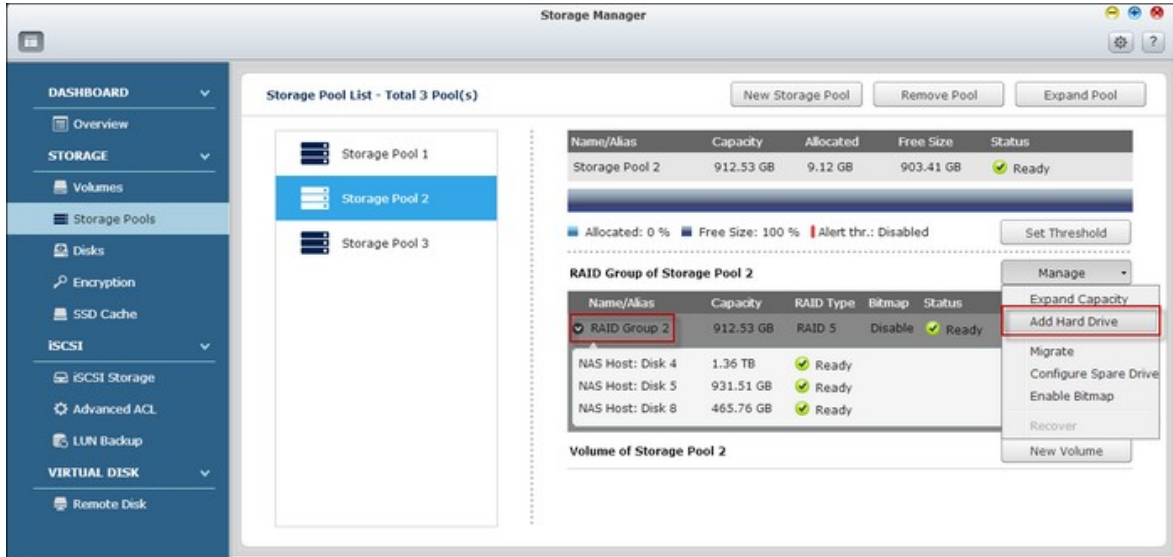 Storage Manager
?
DASHBOARD
Overview
STORAGE
Volumes
Storage Pools
Disks
Encryption
SSD Cache
iSCSI
iSCSI Storage
Advanced ACL
LUN Backup
VIRTUAL DISK
Remote Disk
Storage Pool List - Total 3 Pool(s)
New Storage Pool Remove Pool Expand Pool
Storage Pool 1
Storage Pool 2
Storage Pool 3
Name/Alias Capacity Allocated Free Size Status
Storage Pool 2 912.53 GB 9.12 GB 903.41 GB Ready
Allocated: 0 % Free Size: 100 % Alert thr.: Disabled Set Threshold
RAID Group of Storage Pool 2 Manage
Name/Alias Capacity RAID Type Bitmap Status
RAID Group 2 912.53 GB RAID 5 Disable Ready
NAS Host: Disk 4 1.36 TB Ready
NAS Host: Disk 5 931.51 GB Ready
NAS Host: Disk 8 465.76 GB Ready
Expand Capacity
Add Hard Drive
Migrate
Configure Spare Drive
Enable Bitmap
Recover
Volume of Storage Pool 2 New Volume